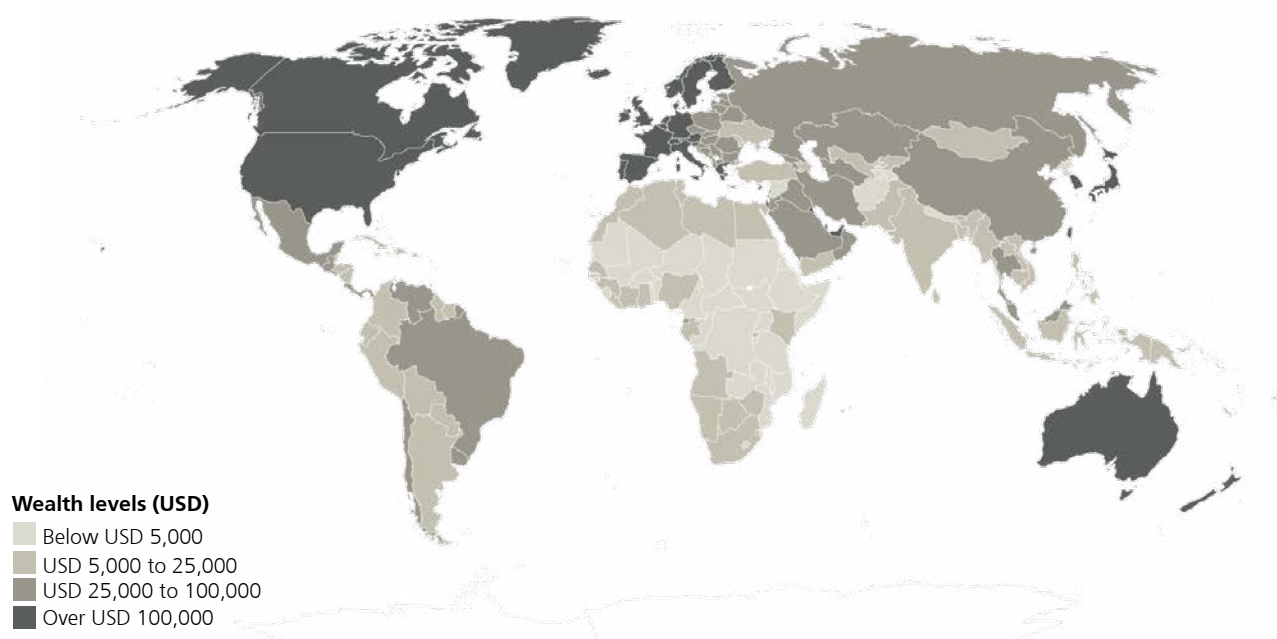 Wealth levels (USD)
Below USD 5,000
USD 5,000 to 25,000
USD 25,000 to 100,000
Over USD 100,000